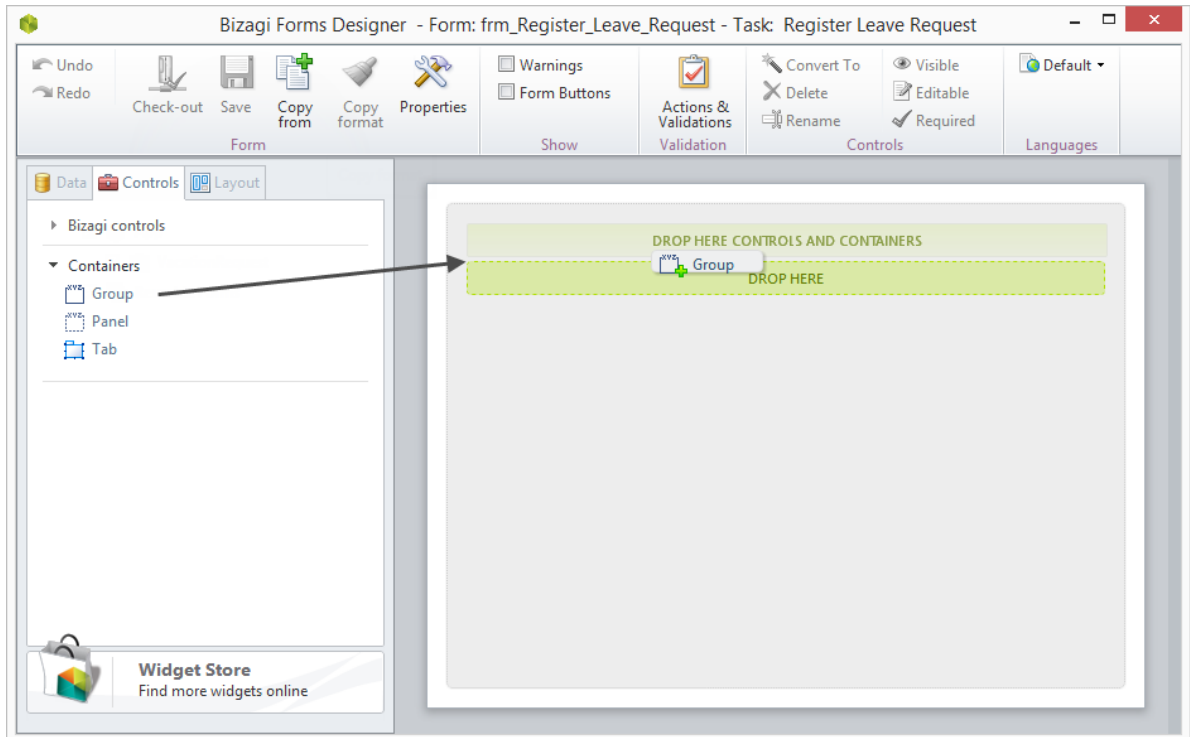 Bizagi Forms Designer - Form: frm_Register_Leave_Request - Task: Register Leave Request
Undo
Redo
Check-out
Save
Copy
from
Copy
format
Properties
Form
Warnings
Form Buttons
Show
Actions &
Validations
Validation
Convert To
Delete
Rename
Visible
Editable
Required
Controls
Default
Languages
Data
Controls
Layout
Bizagi controls
Containers
Group
Panel
Tab
DROP HERE CONTROLS AND CONTAINERS
Group
DROP HERE
Widget Store
Find more widgets online